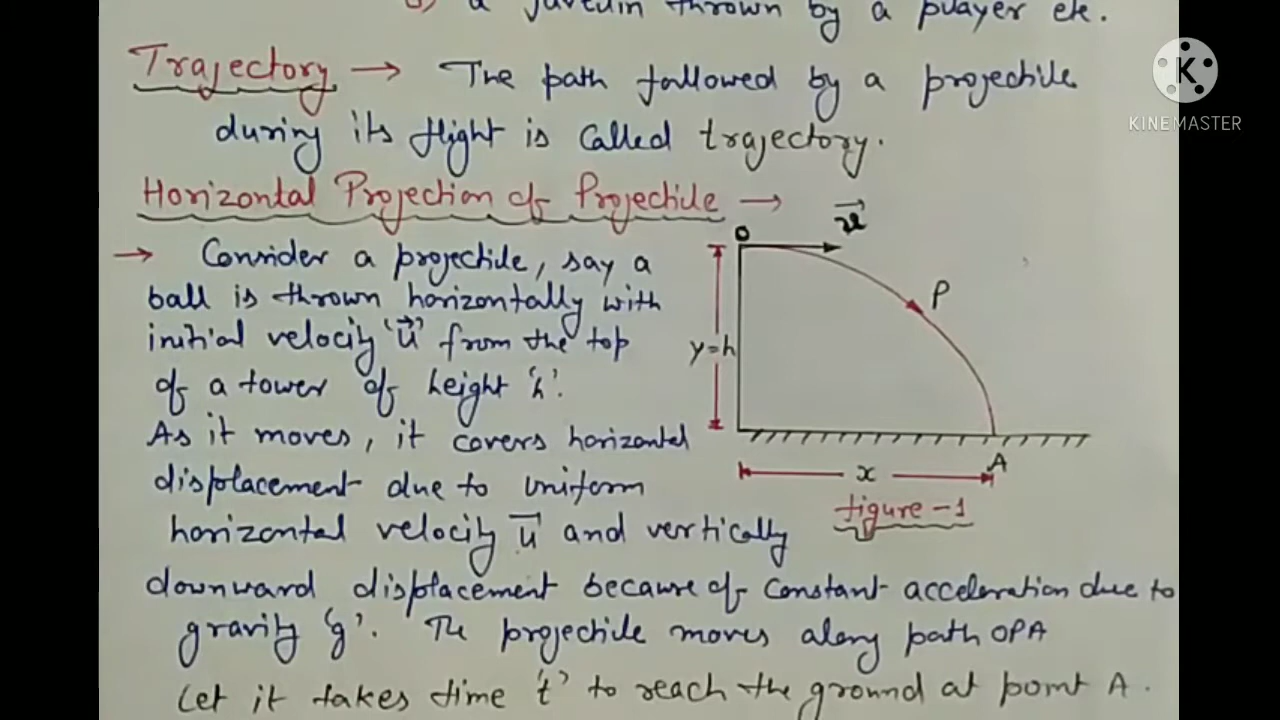 b) a javelin thrown by a player etc.
Trajectory → The path followed by a projectile
during its flight is called trajectory.
Horizontal Projection of Projectile →
→ Consider a projectile, say a
ball is thrown horizontally with
initial velocity 'u⃗' from the top
of a tower of height 'h'.
As it moves, it covers horizontal
displacement due to uniform
horizontal velocity u⃗ and vertically
downward displacement because of constant acceleration due to
gravity 'g'. The projectile moves along path OPA
Let it takes time 't' to reach the ground at point A.
O
u⃗
P
y=h
A
x
figure-1
K
KINEMASTER